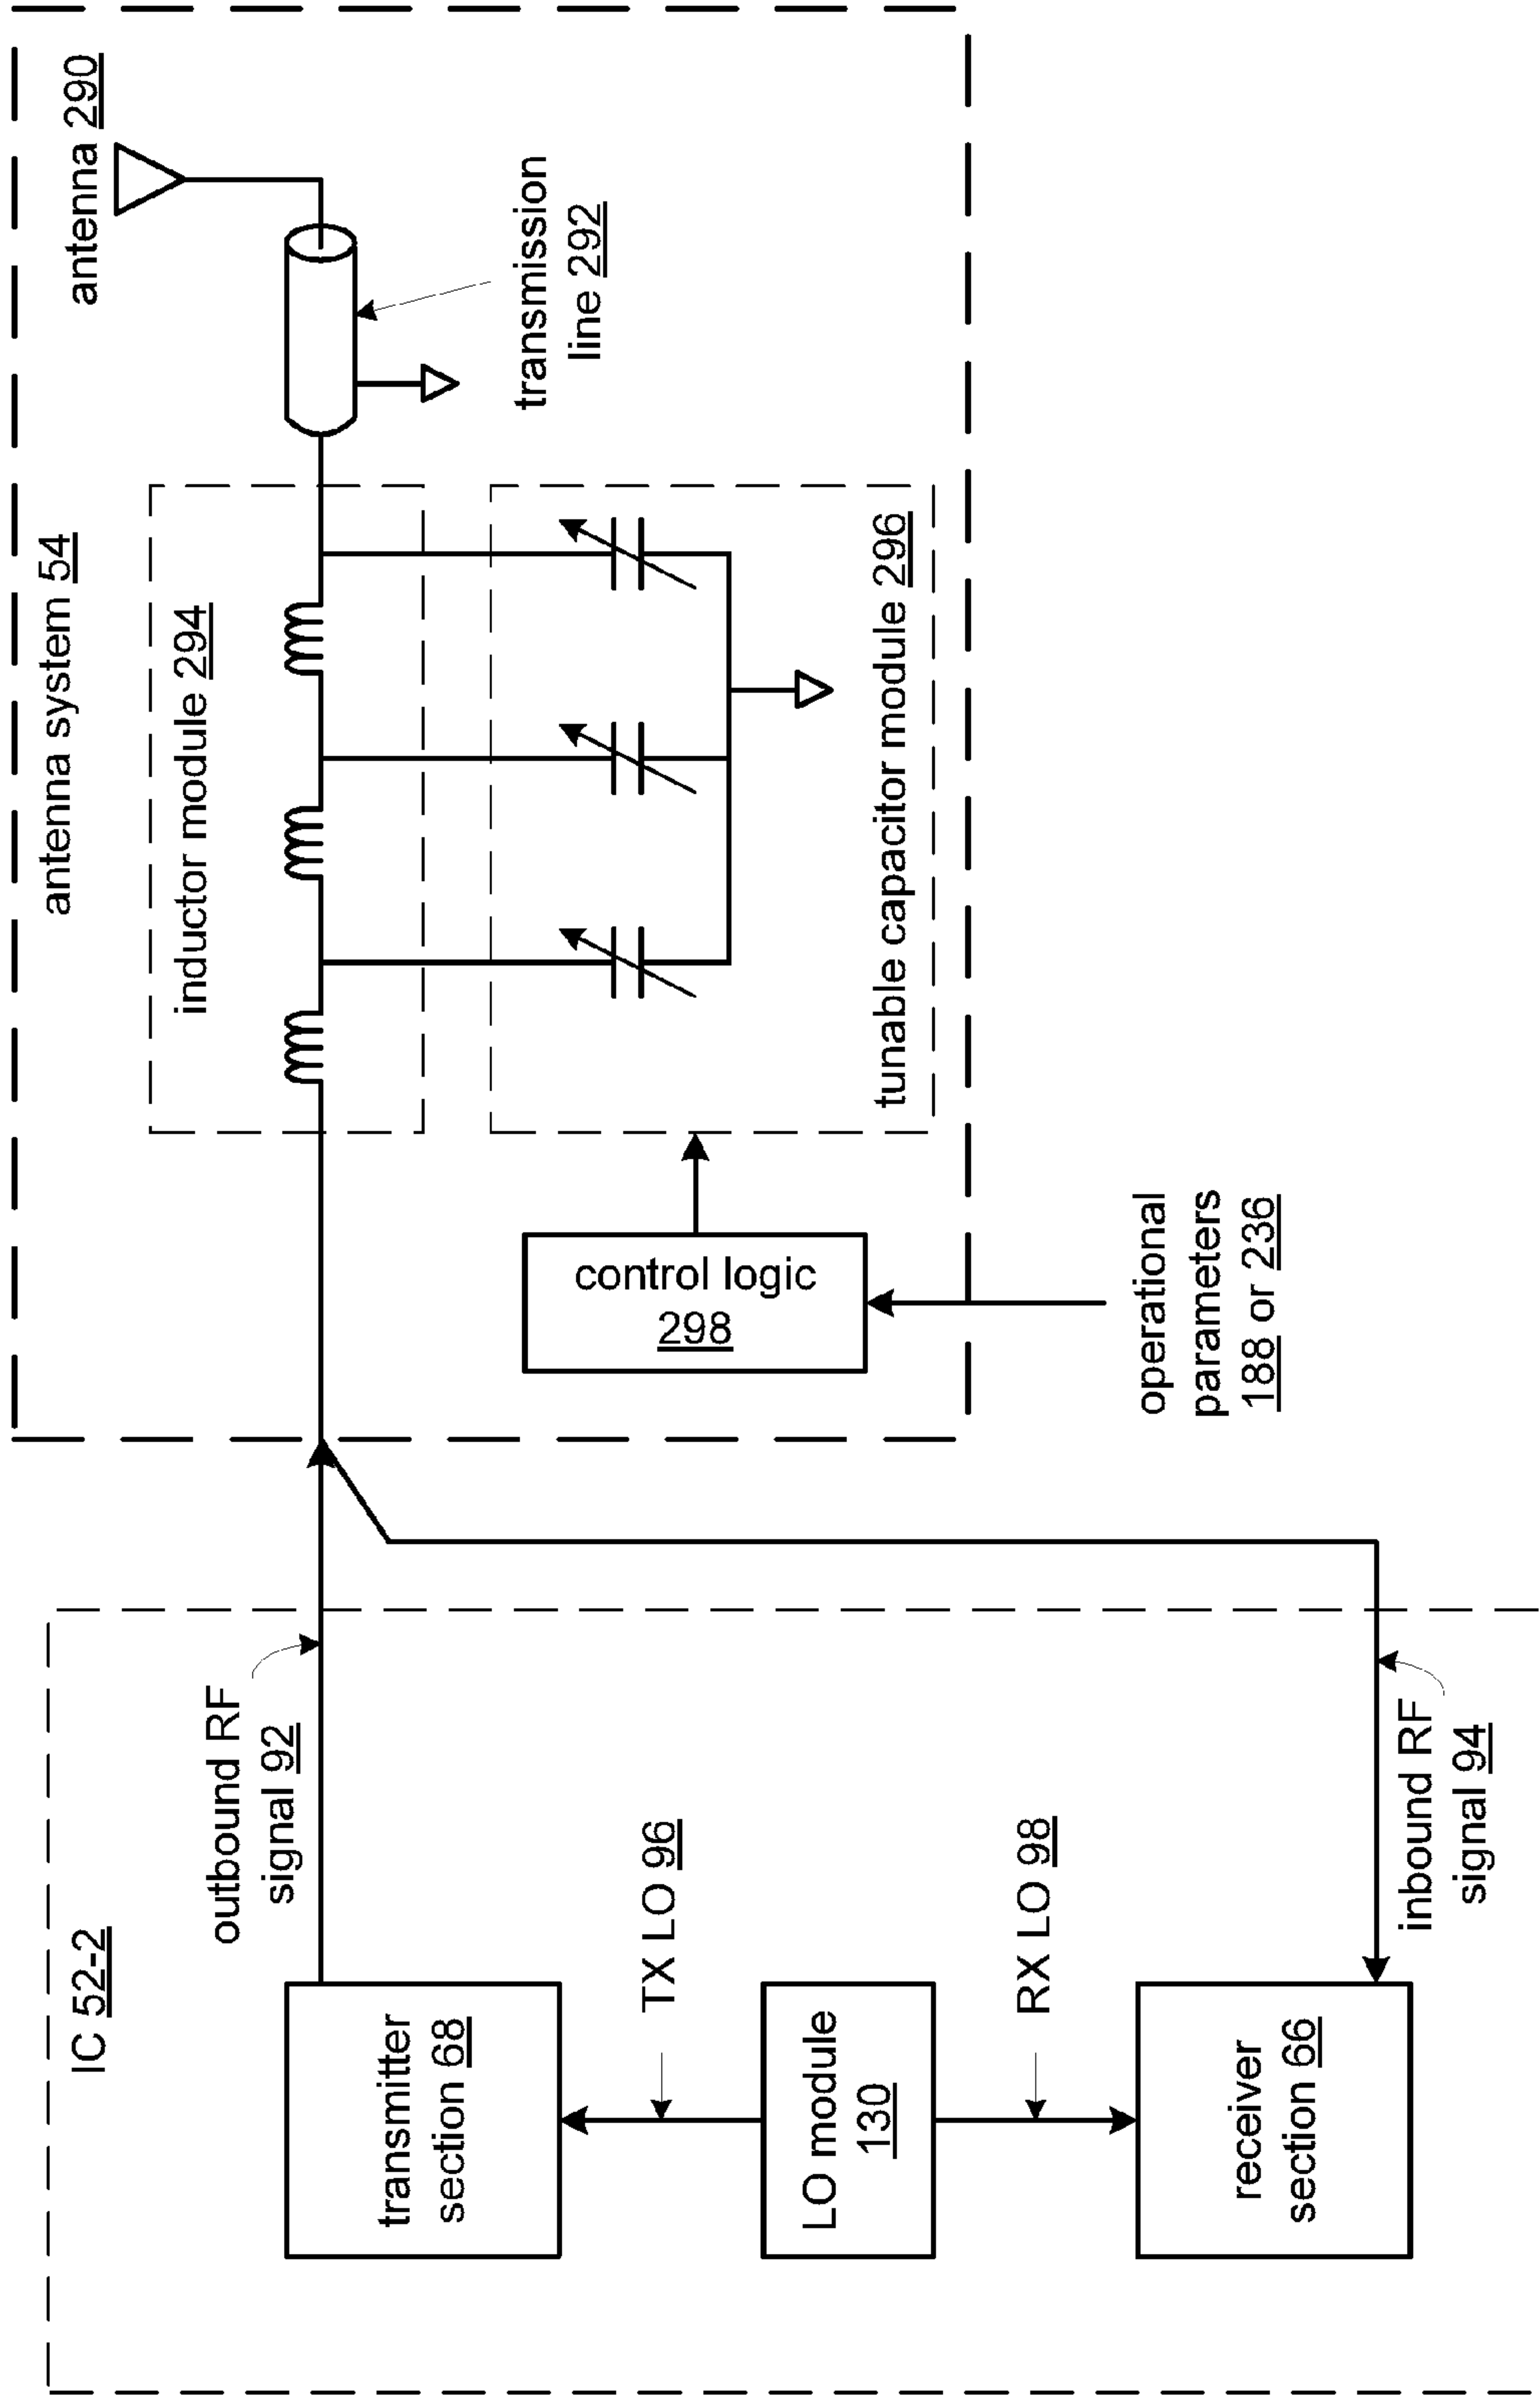 IC 52-2
outbound RF
signal 92
transmitter
section 68
TX LO 96
LO module
130
RX LO 98
receiver
section 66
inbound RF
signal 94
antenna system 54
antenna 290
inductor module 294
transmission
line 292
tunable capacitor module 296
control logic
298
operational
parameters
188 or 236